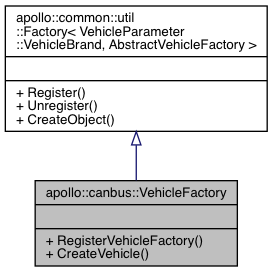 apollo::common::util
::Factory< VehicleParameter
::VehicleBrand, AbstractVehicleFactory >
+ Register()
+ Unregister()
+ CreateObject()
apollo::canbus::VehicleFactory
+ RegisterVehicleFactory()
+ CreateVehicle()